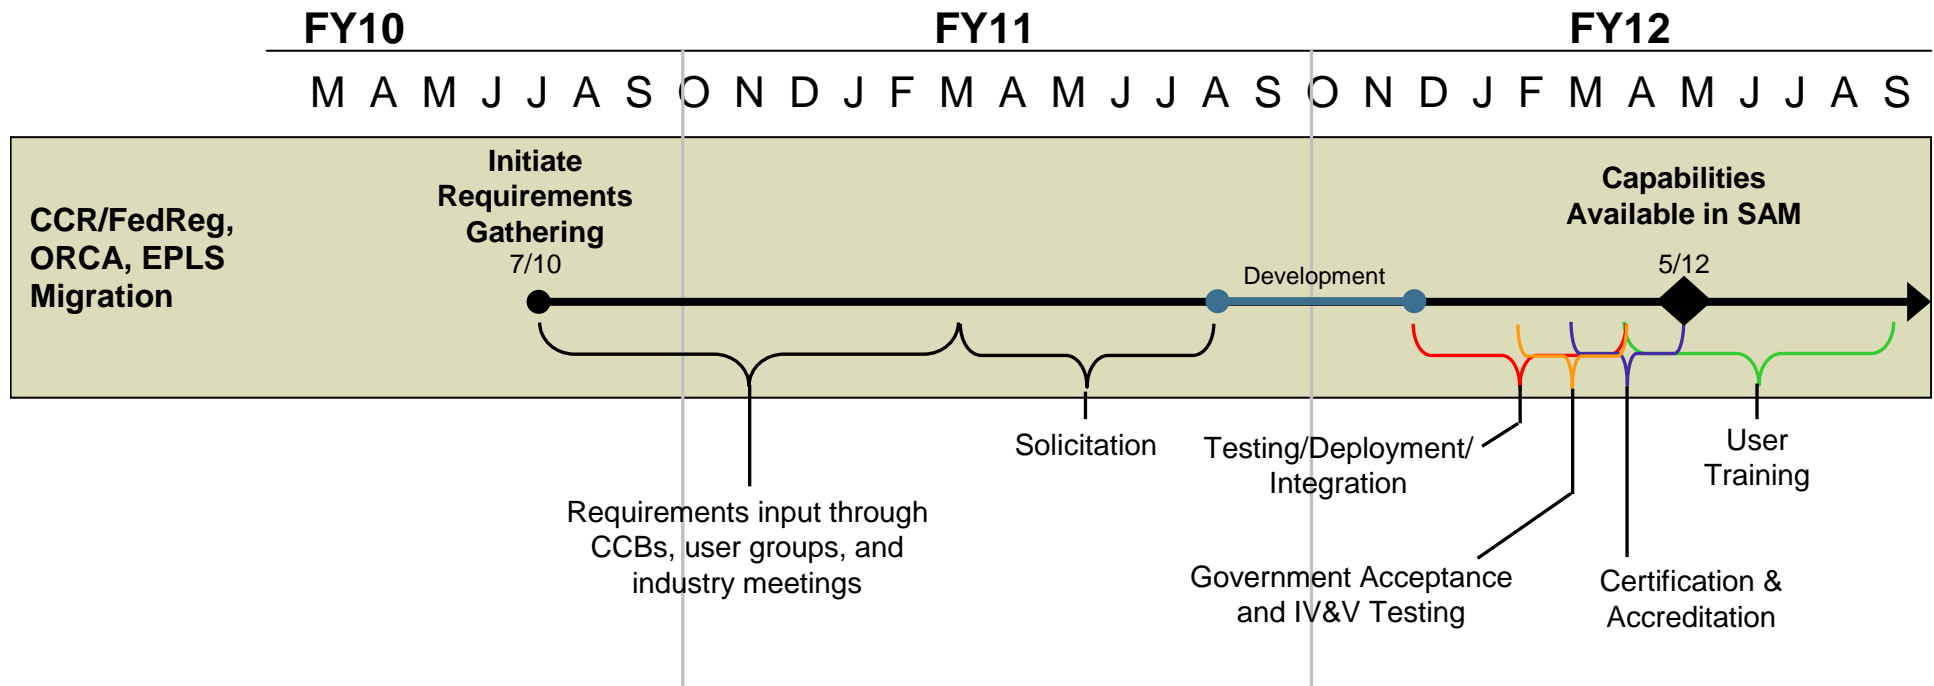 FY10 FY11 FY12
M A M J J A S O N D J F M A M J J A S O N D J F M A M J J A S
CCR/FedReg,
ORCA, EPLS
Migration
Initiate
Requirements
Gathering
7/10
Development
Capabilities
Available in SAM
5/12
Requirements input through
CCBs, user groups, and
industry meetings
Solicitation
Testing/Deployment/
Integration
Government Acceptance
and IV&V Testing
Certification &
Accreditation
User
Training